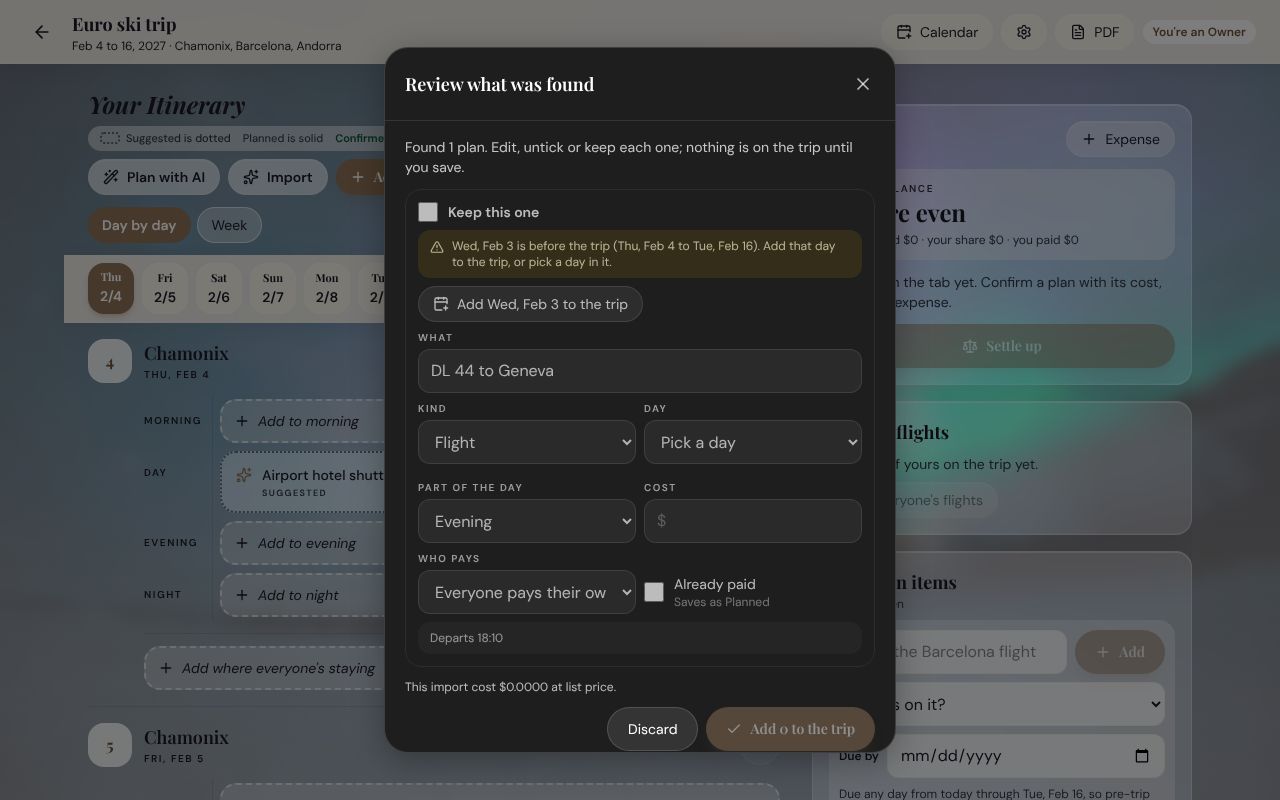 Euro ski trip
Feb 4 to 16, 2027 · Chamonix, Barcelona, Andorra
Calendar
PDF
You're an Owner
Your Itinerary
Suggested is dotted Planned is solid
Plan with AI
Import
Day by day
Week
Thu 2/4
Fri 2/5
Sat 2/6
Sun 2/7
Mon 2/8
4
Chamonix
THU, FEB 4
MORNING
Add to morning
DAY
Airport hotel shutt
SUGGESTED
EVENING
Add to evening
NIGHT
Add to night
Add where everyone's staying
5
Chamonix
FRI, FEB 5
Review what was found
Found 1 plan. Edit, untick or keep each one; nothing is on the trip until
you save.
Keep this one
Wed, Feb 3 is before the trip (Thu, Feb 4 to Tue, Feb 16). Add that day
to the trip, or pick a day in it.
Add Wed, Feb 3 to the trip
WHAT
DL 44 to Geneva
KIND
DAY
Flight
Pick a day
PART OF THE DAY
COST
Evening
$
WHO PAYS
Everyone pays their ow
Already paid
Saves as Planned
Departs 18:10
This import cost $0.0000 at list price.
Discard
Add 0 to the trip
Expense
even
$0 · your share $0 · you paid $0
the tab yet. Confirm a plan with its cost,
expense.
Settle up
flights
yours on the trip yet.
flights
items
the Barcelona flight
Add
on it?
Due by
mm/dd/yyyy
Due any day from today through Tue, Feb 16, so pre-trip